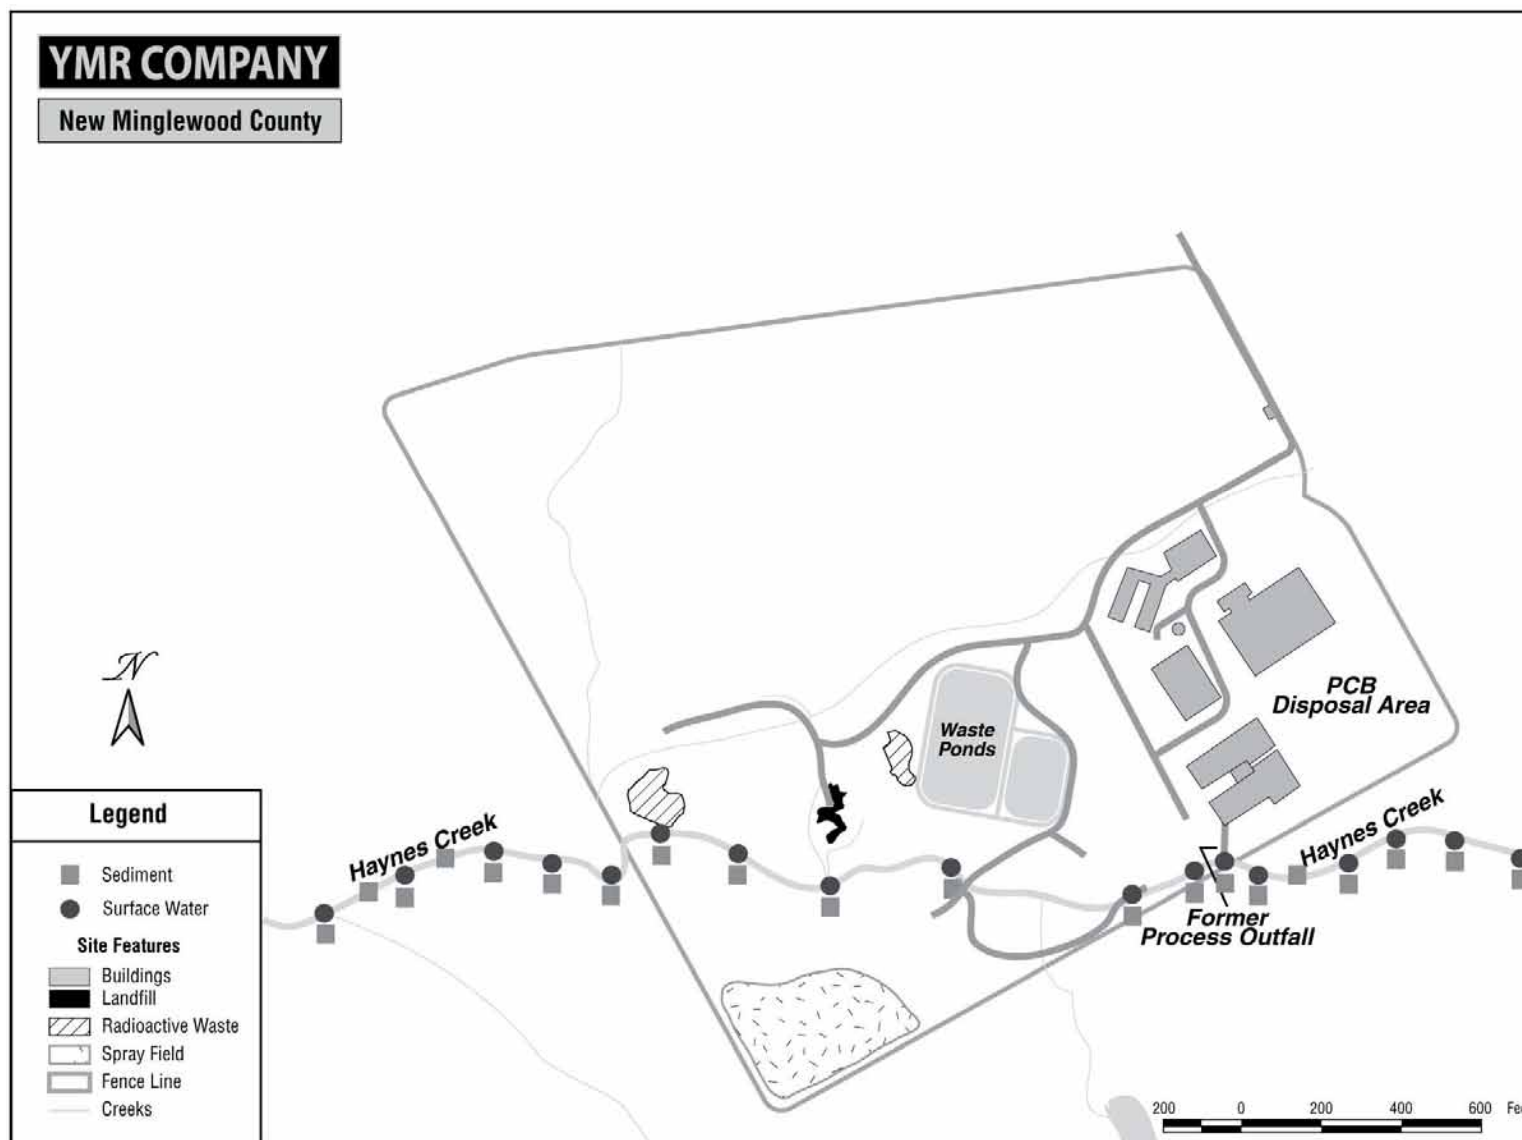 YMR COMPANY
New Minglewood County
PCB
Disposal Area
Waste
Ponds
Haynes Creek
Haynes Creek
Former
Process Outfall
N
Legend
Sediment
Surface Water
Site Features
Buildings
Landfill
Radioactive Waste
Spray Field
Fence Line
Creeks
200 0 200 400 600 Fe